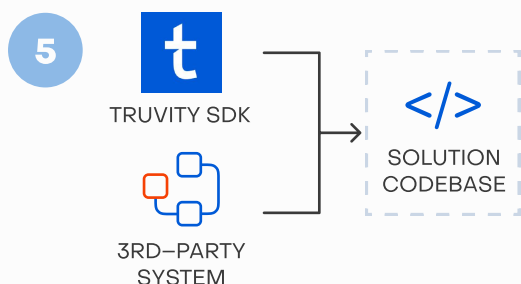 5
t
TRUVITY SDK
3RD–PARTY
SYSTEM
</>
SOLUTION
CODEBASE